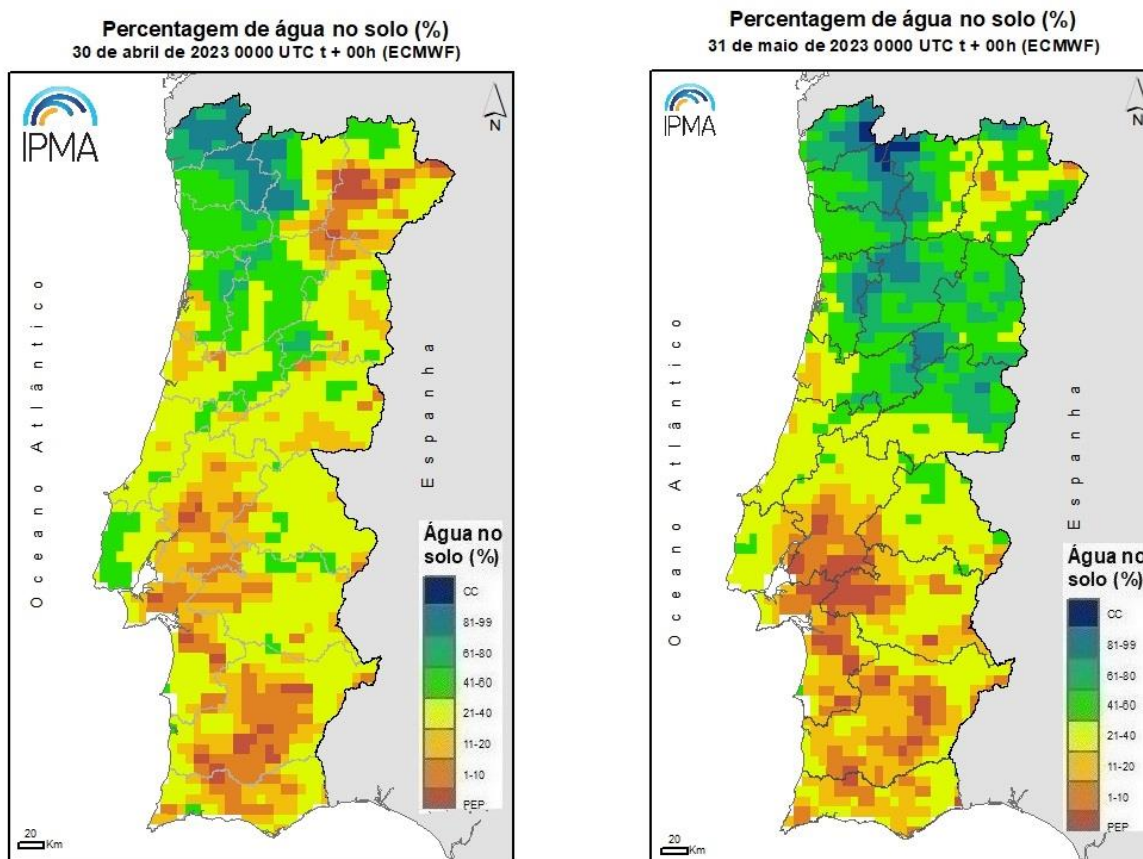 Percentagem de água no solo (%)
30 de abril de 2023 0000 UTC t + 00h (ECMWF)
IPMA
N
Oceano Atlântico
Espanha
Água no
solo (%)
CC
81-99
61-80
41-60
21-40
11-20
1-10
PEP
20
Km
Percentagem de água no solo (%)
31 de maio de 2023 0000 UTC t + 00h (ECMWF)
IPMA
N
Oceano Atlântico
Espanha
Água no
solo (%)
CC
81-99
61-80
41-60
21-40
11-20
1-10
PEP
20
Km